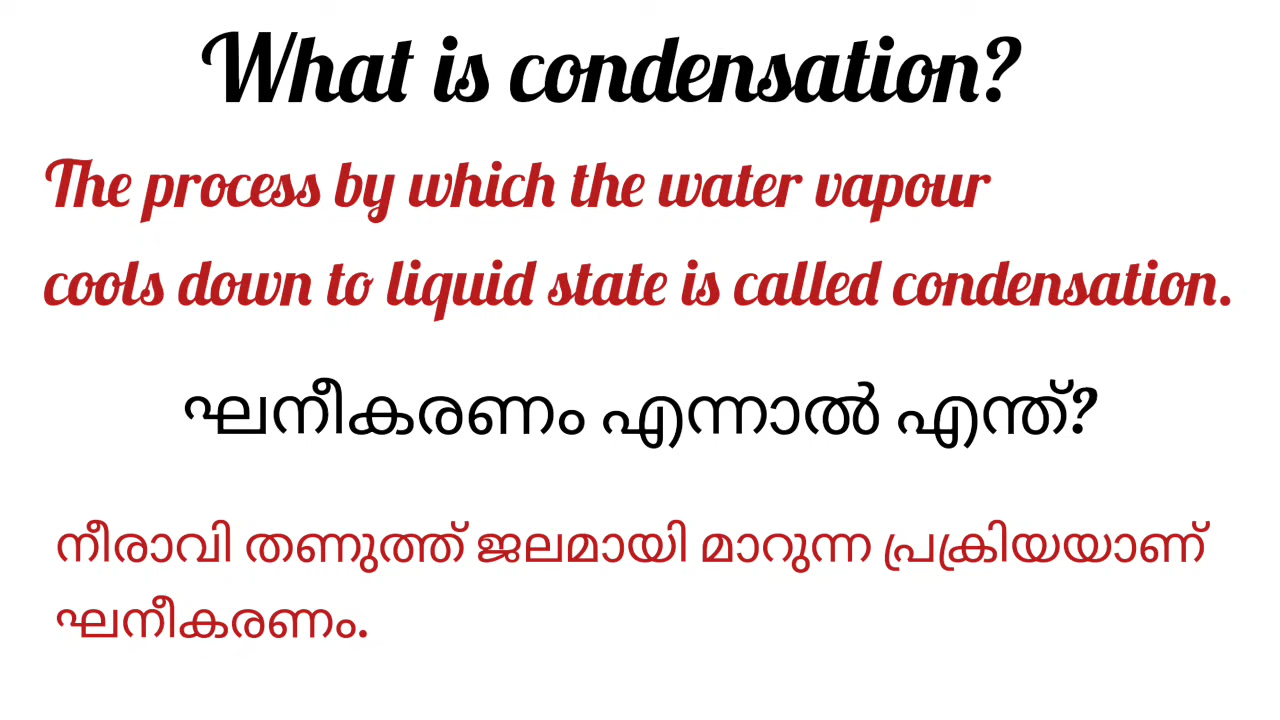 What is condensation?
The process by which the water vapour
cools down to liquid state is called condensation.
ഘനീകരണം എന്നാൽ എന്ത്?
നീരാവി തണുത്ത് ജലമായി മാറുന്ന പ്രക്രിയയാണ്
ഘനീകരണം.